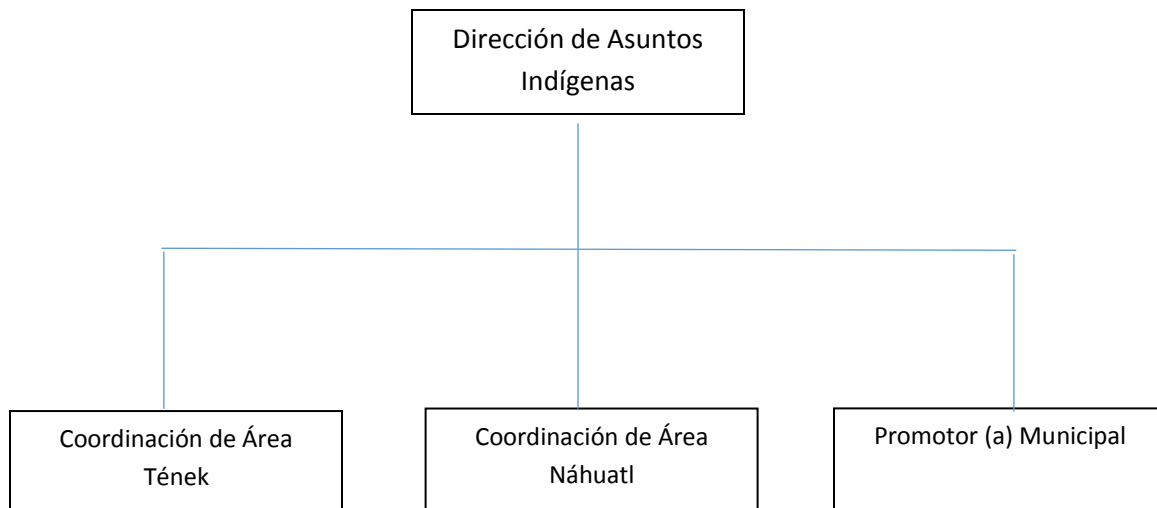 Dirección de Asuntos
Indígenas
Coordinación de Área
Tének
Coordinación de Área
Náhuatl
Promotor (a) Municipal